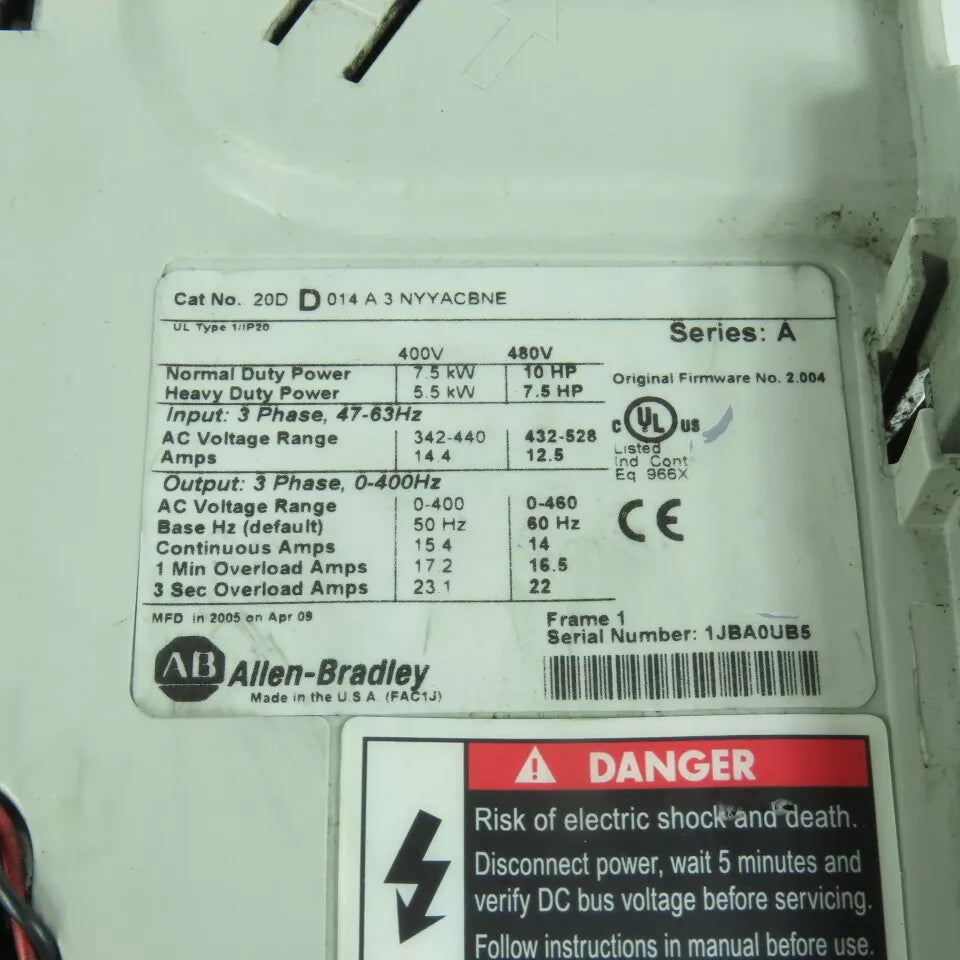 Cat No. 20D D 014 A 3 NYYACBNE
UL Type 1/IP20
Series: A
400V 480V
Normal Duty Power 7.5 kW 10 HP
Heavy Duty Power 5.5 kW 7.5 HP
Original Firmware No. 2.004
Input: 3 Phase, 47-63Hz
AC Voltage Range 342-440 432-528
Amps 14.4 12.5
C UL US
Listed
Ind Cont
Eq 966X
Output: 3 Phase, 0-400Hz
AC Voltage Range 0-400 0-460
Base Hz (default) 50 Hz 60 Hz
Continuous Amps 15.4 14
1 Min Overload Amps 17.2 16.5
3 Sec Overload Amps 23.1 22
CE
MFD. in 2005 on Apr 09
Frame 1
Serial Number: 1JBA0UB5
AB Allen-Bradley
Made in the U.S.A. (FAC1J)
DANGER
Risk of electric shock and death.
Disconnect power, wait 5 minutes and
verify DC bus voltage before servicing.
Follow instructions in manual before use.